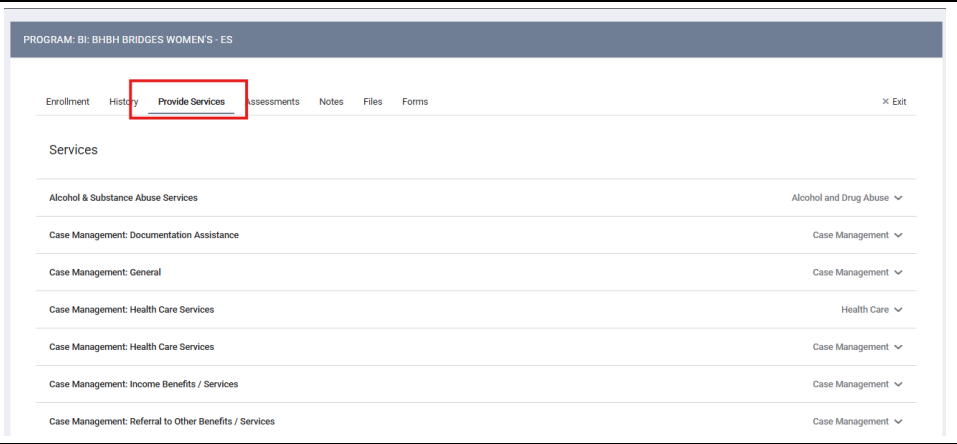 PROGRAM: BI: BHBH BRIDGES WOMEN'S - ES
Enrollment History Provide Services Assessments Notes Files Forms × Exit
Services
Alcohol & Substance Abuse Services Alcohol and Drug Abuse
Case Management: Documentation Assistance Case Management
Case Management: General Case Management
Case Management: Health Care Services Health Care
Case Management: Health Care Services Case Management
Case Management: Income Benefits / Services Case Management
Case Management: Referral to Other Benefits / Services Case Management